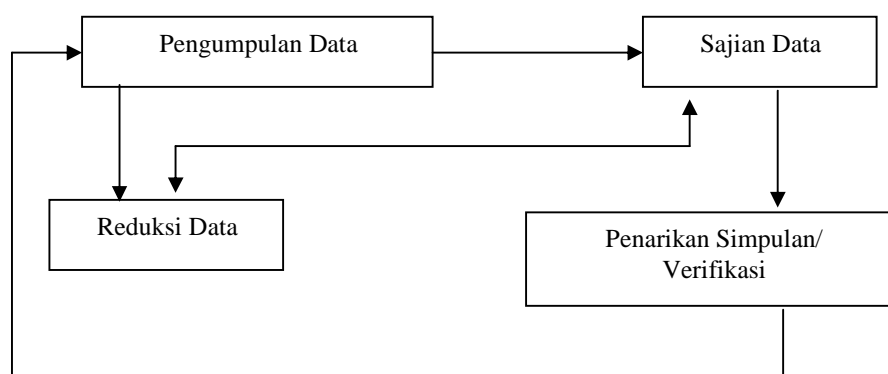 Pengumpulan Data
Sajian Data
Reduksi Data
Penarikan Simpulan/
Verifikasi